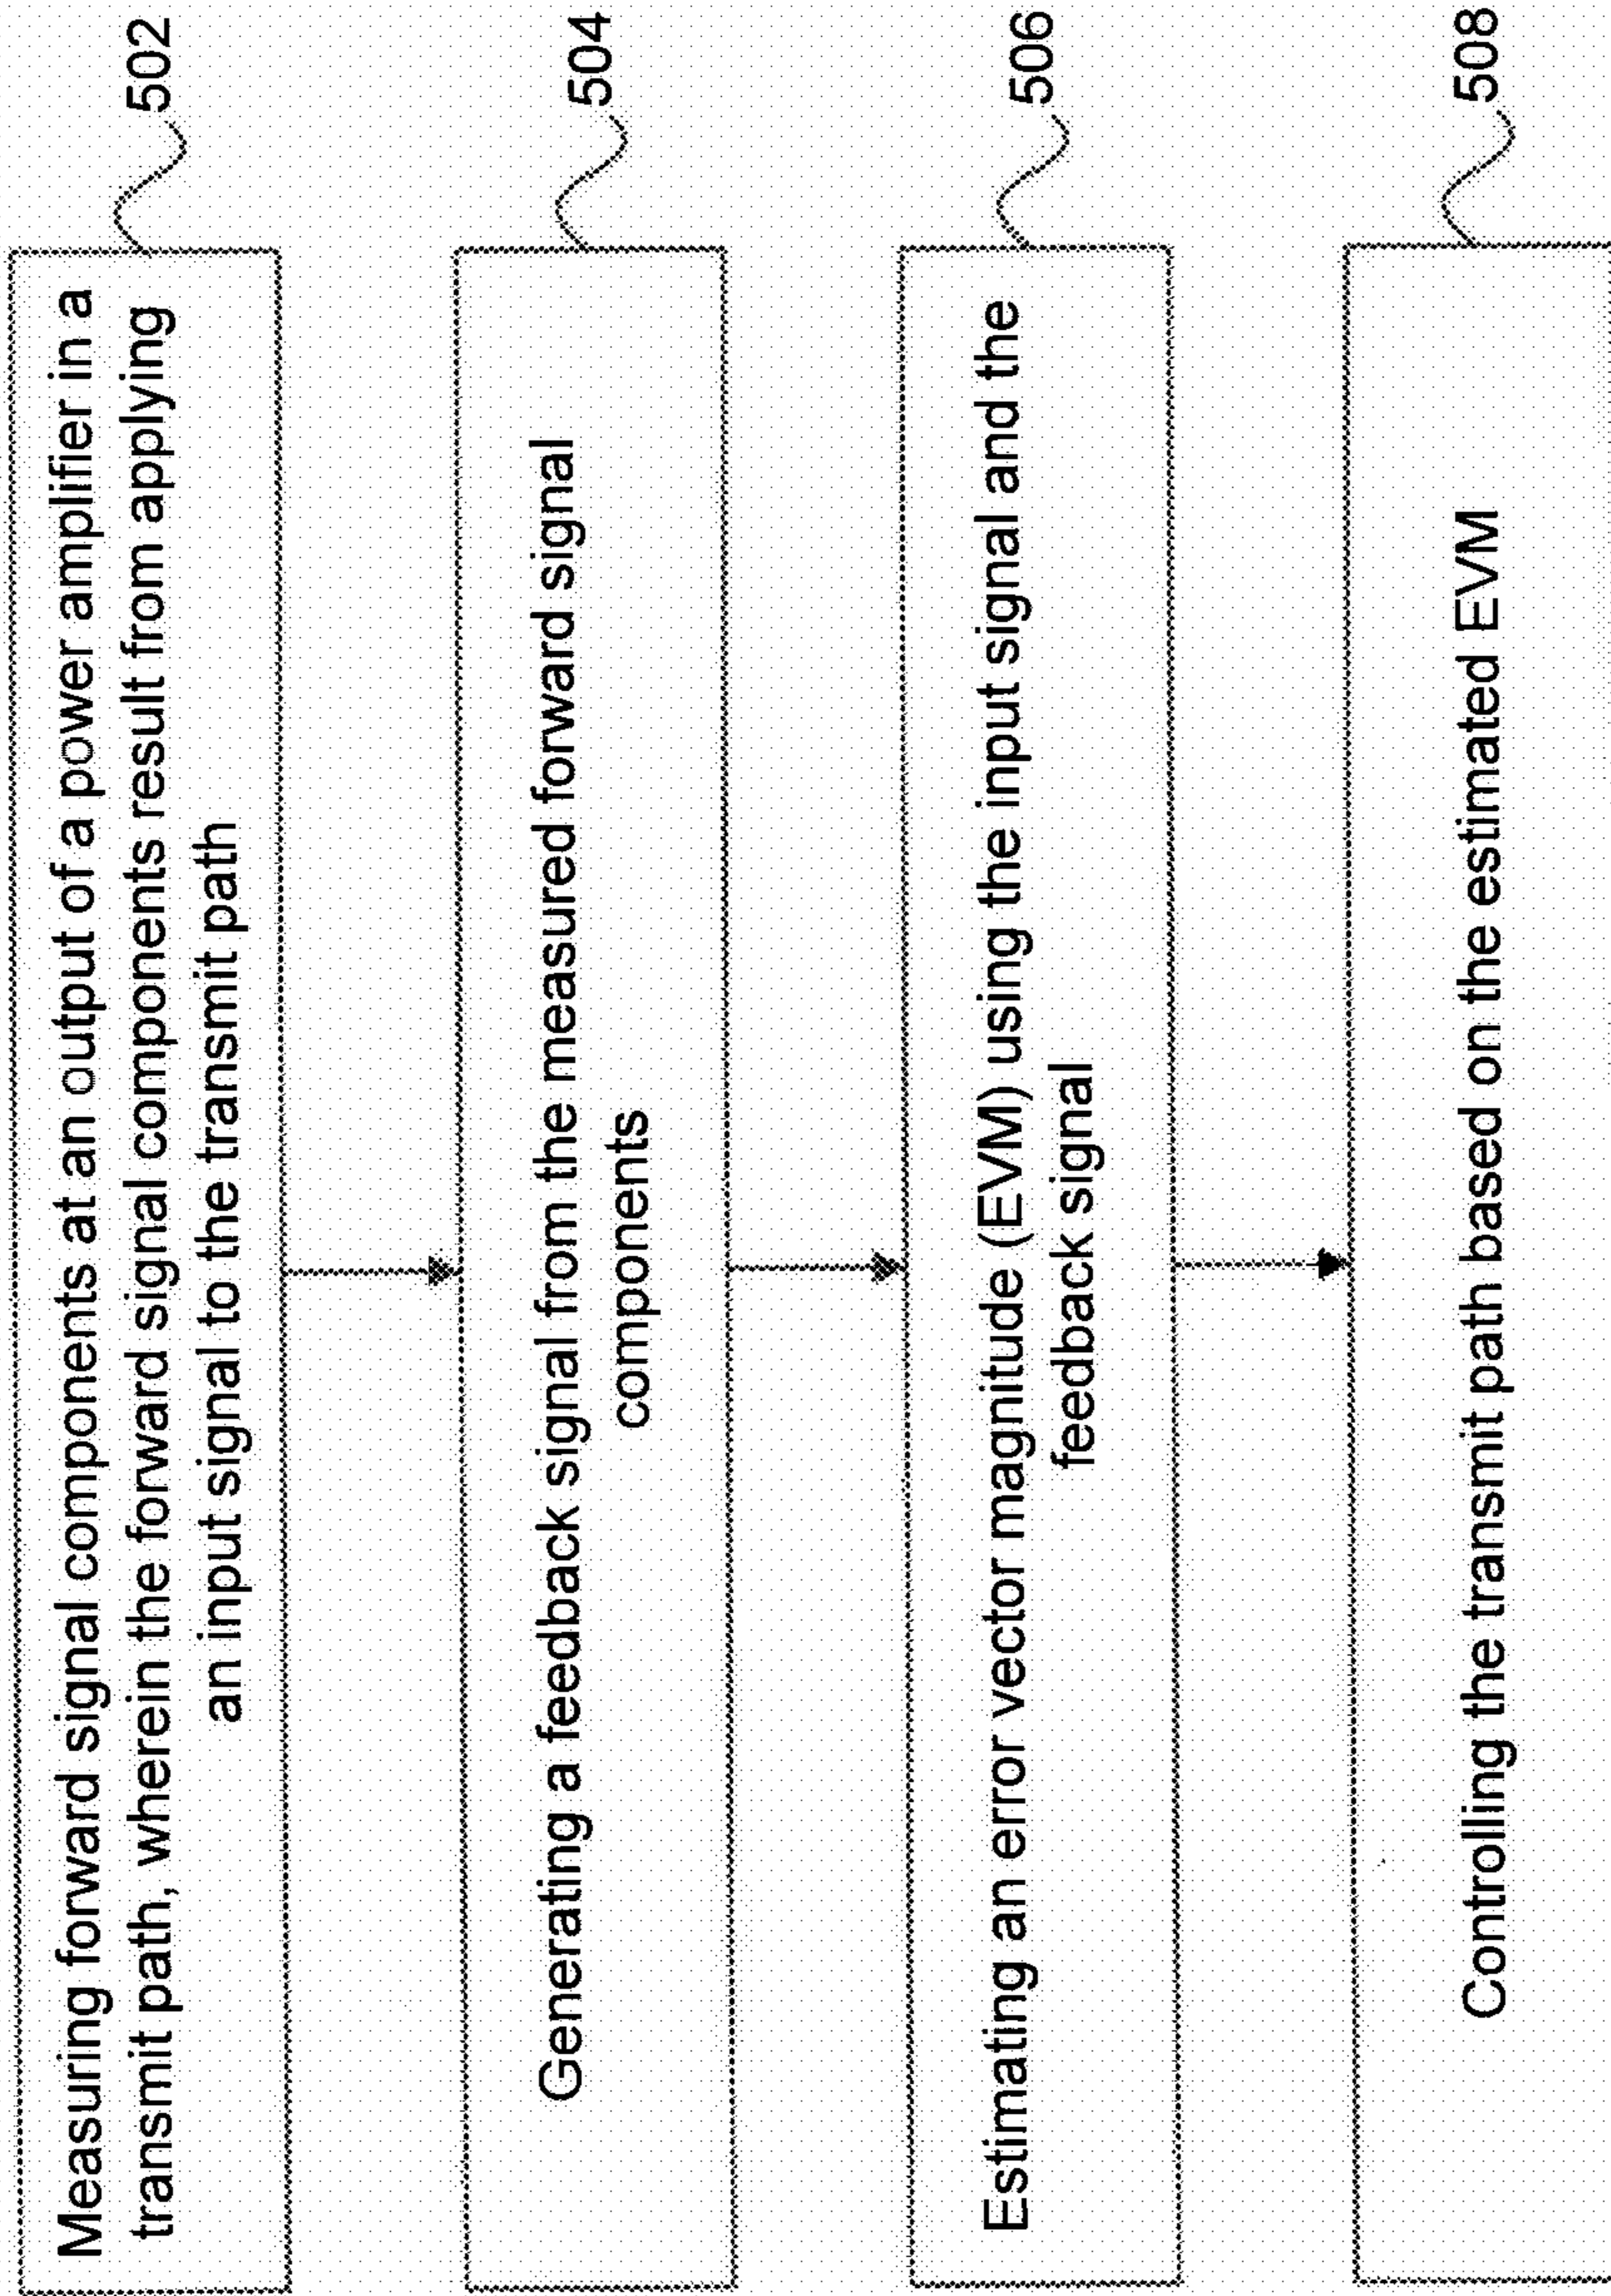 Measuring forward signal components at an output of a power amplifier in a
transmit path, wherein the forward signal components result from applying
an input signal to the transmit path
502
Generating a feedback signal from the measured forward signal
components
504
Estimating an error vector magnitude (EVM) using the input signal and the
feedback signal
506
Controlling the transmit path based on the estimated EVM
508